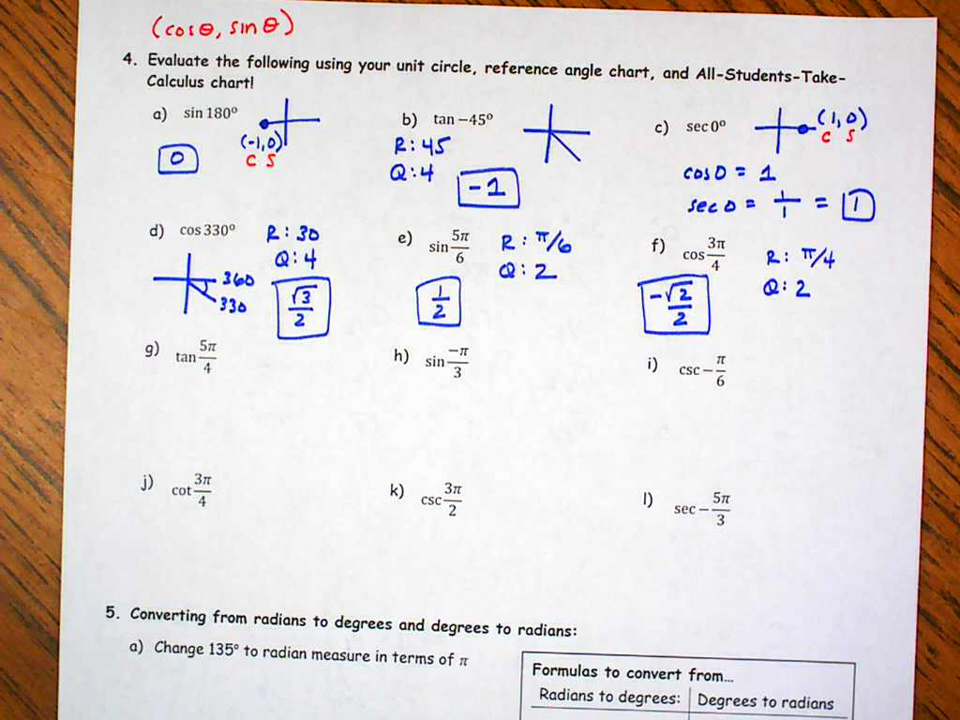 (cosθ, sinθ)
4. Evaluate the following using your unit circle, reference angle chart, and All-Students-Take-
Calculus chart!
a) sin 180°
(-1,0)
C S
0
b) tan −45°
R: 45
Q: 4
-1
c) sec 0°
(1,0)
C S
cos 0 = 1
sec 0 = 1/1 = 1
d) cos 330°
R: 30
Q: 4
360
330
√3/2
e) sin 5π/6
R: π/6
Q: 2
1/2
f) cos 3π/4
R: π/4
Q: 2
-√2/2
g) tan 5π/4
h) sin −π/3
i) csc − π/6
j) cot 3π/4
k) csc 3π/2
l) sec − 5π/3
5. Converting from radians to degrees and degrees to radians:
a) Change 135° to radian measure in terms of π
Formulas to convert from...
Radians to degrees: Degrees to radians